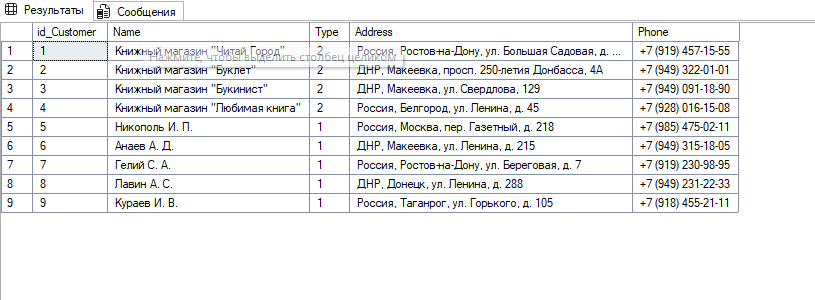 Результаты Сообщения
id_Customer Name Type Address Phone
1 1 Книжный магазин "Читай Город" 2 Россия, Ростов-на-Дону, ул. Большая Садовая, д. ... +7 (919) 457-15-55
Нажмите, чтобы выделить столбец целиком
2 2 Книжный магазин "Буклет" 2 ДНР, Макеевка, просп. 250-летия Донбасса, 4А +7 (949) 322-01-01
3 3 Книжный магазин "Букинист" 2 ДНР, Макеевка, ул. Свердлова, 129 +7 (949) 091-18-90
4 4 Книжный магазин "Любимая книга" 2 Россия, Белгород, ул. Ленина, д. 45 +7 (928) 016-15-08
5 5 Никополь И. П. 1 Россия, Москва, пер. Газетный, д. 218 +7 (985) 475-02-11
6 6 Анаев А. Д. 1 ДНР, Макеевка, ул. Ленина, д. 215 +7 (949) 315-18-05
7 7 Гелий С. А. 1 Россия, Ростов-на-Дону, ул. Береговая, д. 7 +7 (919) 230-98-95
8 8 Лавин А. С. 1 ДНР, Донецк, ул. Ленина, д. 288 +7 (949) 231-22-33
9 9 Кураев И. В. 1 Россия, Таганрог, ул. Горького, д. 105 +7 (918) 455-21-11